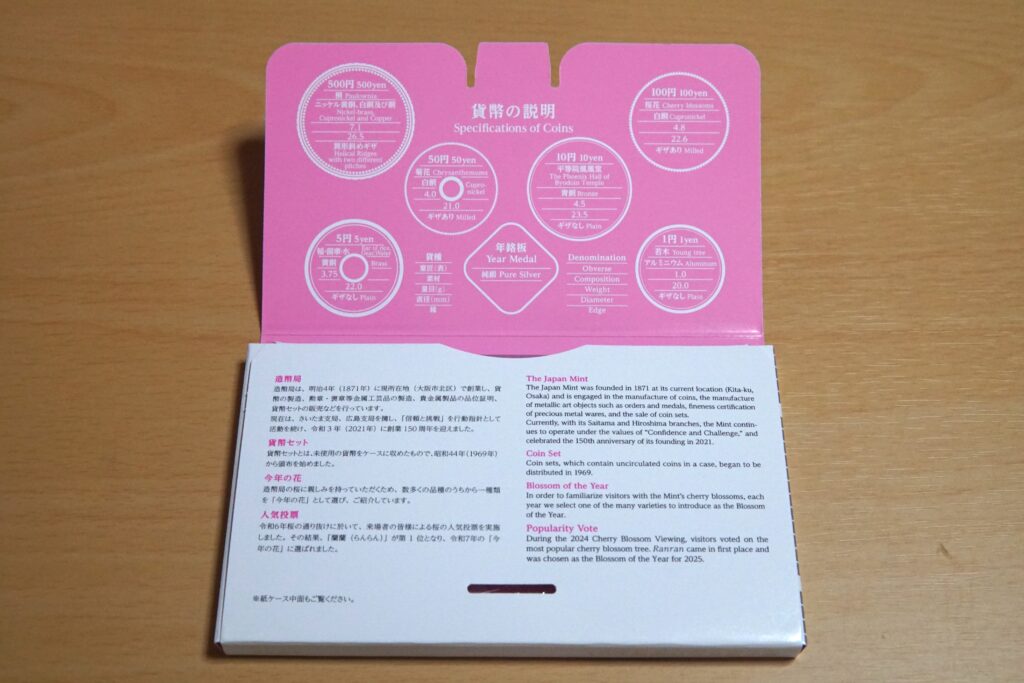 貨幣の説明
Specifications of Coins
500円 500yen
桐 Paulownia
ニッケル黄銅、白銅及び銅
Nickel-brass,
Cupronickel and Copper
7.1
26.5
異形斜めギザ
Helical Ridges
with two different
pitches
100円 100yen
桜花 Cherry blossoms
白銅 Cupronickel
4.8
22.6
ギザあり Milled
50円 50yen
菊花 Chrysanthemums
白銅 Cupro-
nickel
4.0
21.0
ギザあり Milled
10円 10yen
平等院鳳凰堂
The Phoenix Hall of
Byodoin Temple
青銅 Bronze
4.5
23.5
ギザなし Plain
5円 5yen
稲・歯車・水
Ear of rice,
黄銅 Brass
3.75
22.0
ギザなし Plain
貨種
量目(g)
直径(mm)
縁
年銘板
Year Medal
純銀 Pure Silver
Denomination
Obverse
Composition
Weight
Diameter
Edge
1円 1yen
若木 Young tree
アルミニウム Aluminum
1.0
20.0
ギザなし Plain
造幣局
造幣局は、明治4年（1871年）に現所在地（大阪市北区）で創業し、貨
幣の製造、勲章・褒章等金属工芸品の製造、貴金属製品の品位証明、
貨幣セットの販売などを行っています。
現在は、さいたま支局、広島支局を擁し、「信頼と挑戦」を行動指針として
活動を続け、令和3年（2021年）に創業150周年を迎えました。
貨幣セット
貨幣セットとは、未使用の貨幣をケースに収めたもので、昭和44年（1969年）
から頒布を始めました。
今年の花
造幣局の桜に親しみを持っていただくため、数多くの品種のうちから一種類
を「今年の花」として選び、ご紹介しています。
人気投票
令和6年桜の通り抜けに於いて、来場者の皆様による桜の人気投票を実施
しました。その結果、「蘭蘭（らんらん）」が第1位となり、令和7年の「今
年の花」に選ばれました。
※紙ケース中面もご覧ください。
The Japan Mint
The Japan Mint was founded in 1871 at its current location (Kita-ku,
Osaka) and is engaged in the manufacture of coins, the manufacture
of metallic art objects such as orders and medals, fineness certification
of precious metal wares, and the sale of coin sets.
Currently, with its Saitama and Hiroshima branches, the Mint contin-
ues to operate under the values of "Confidence and Challenge," and
celebrated the 150th anniversary of its founding in 2021.
Coin Set
Coin sets, which contain uncirculated coins in a case, began to be
distributed in 1969.
Blossom of the Year
In order to familiarize visitors with the Mint's cherry blossoms, each
year we select one of the many varieties to introduce as the Blossom
of the Year.
Popularity Vote
During the 2024 Cherry Blossom Viewing, visitors voted on the
most popular cherry blossom tree. Ranran came in first place and
was chosen as the Blossom of the Year for 2025.